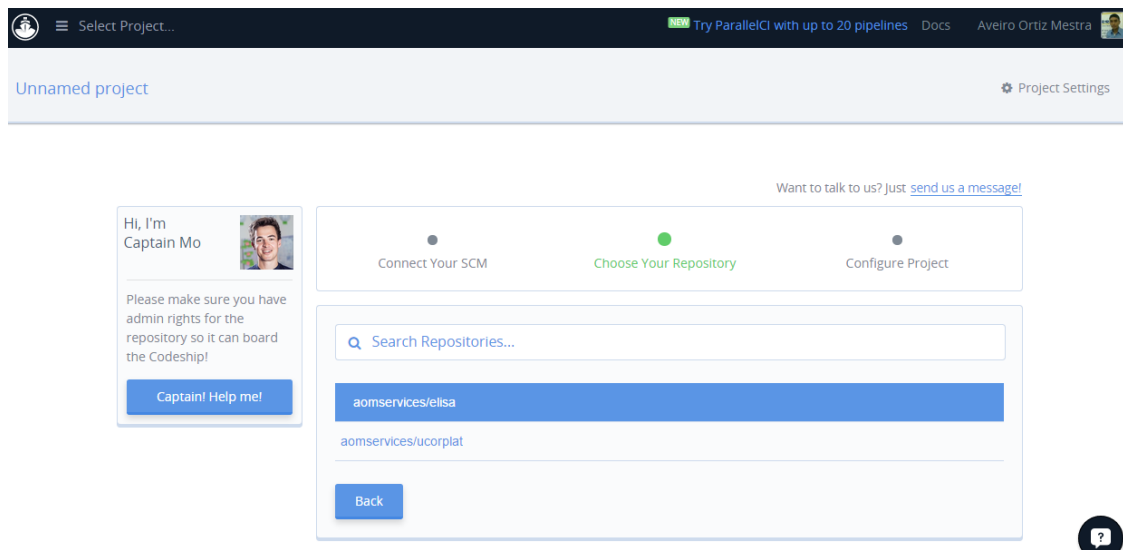 Select Project...
NEW Try ParallelCI with up to 20 pipelines Docs Aveiro Ortiz Mestra
Unnamed project
Project Settings
Want to talk to us? Just send us a message!
Hi, I'm
Captain Mo
Please make sure you have
admin rights for the
repository so it can board
the Codeship!
Captain! Help me!
Connect Your SCM
Choose Your Repository
Configure Project
Search Repositories...
aomservices/elisa
aomservices/ucorplat
Back
?